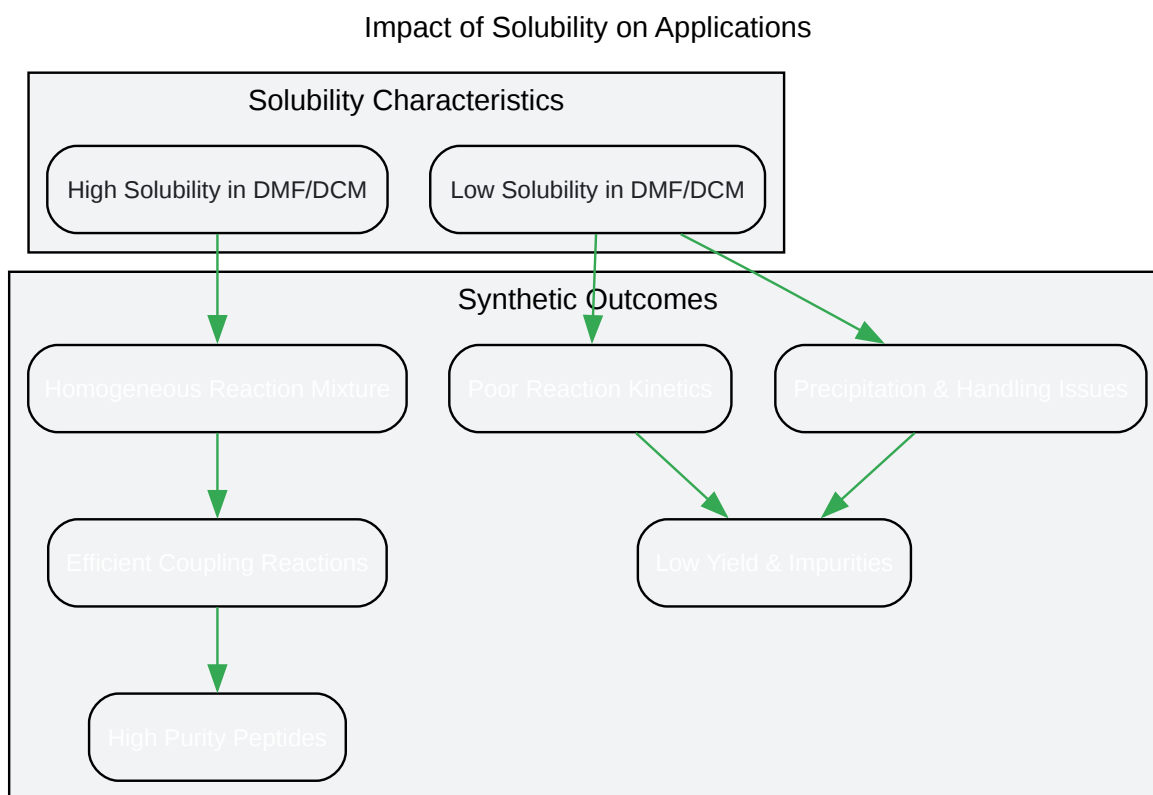 Impact of Solubility on Applications
Solubility Characteristics
High Solubility in DMF/DCM
Low Solubility in DMF/DCM
Synthetic Outcomes
Homogeneous Reaction Mixture
Poor Reaction Kinetics
Precipitation & Handling Issues
Efficient Coupling Reactions
Low Yield & Impurities
High Purity Peptides